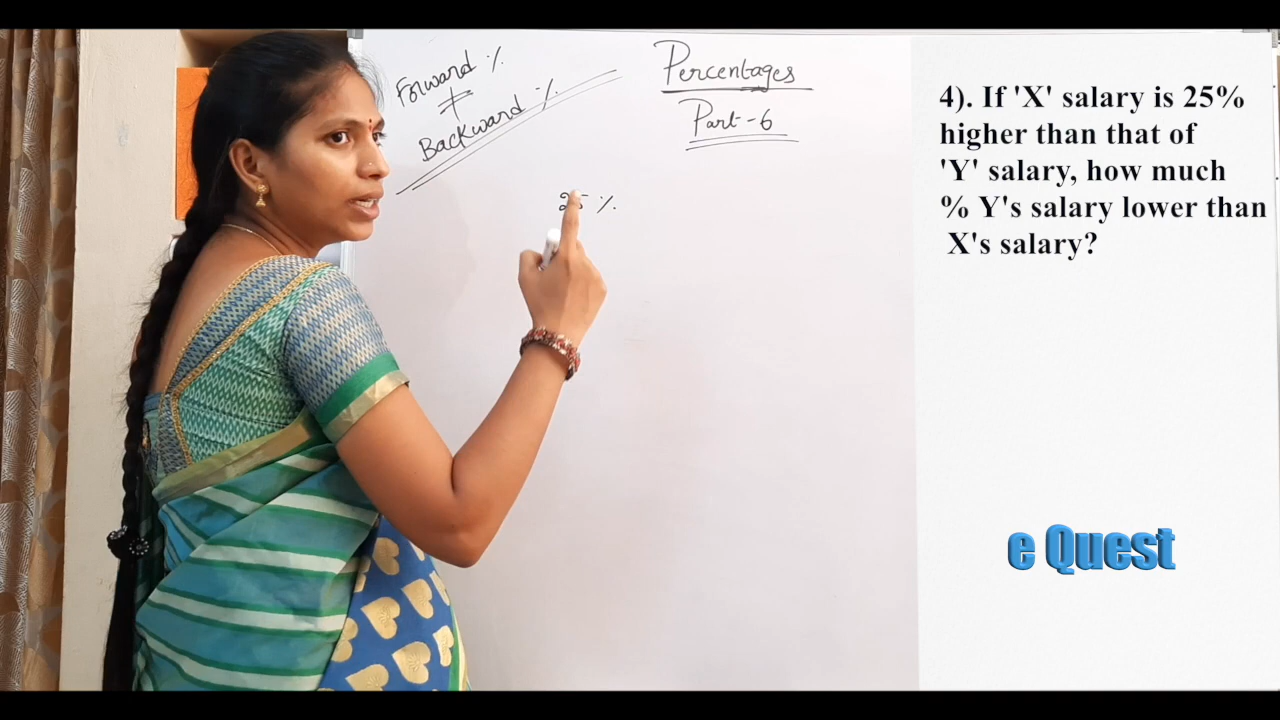 Forward %
≠
Backward %
Percentages
Part-6
25 %.
4). If 'X' salary is 25%
higher than that of
'Y' salary, how much
% Y's salary lower than
X's salary?
e Quest